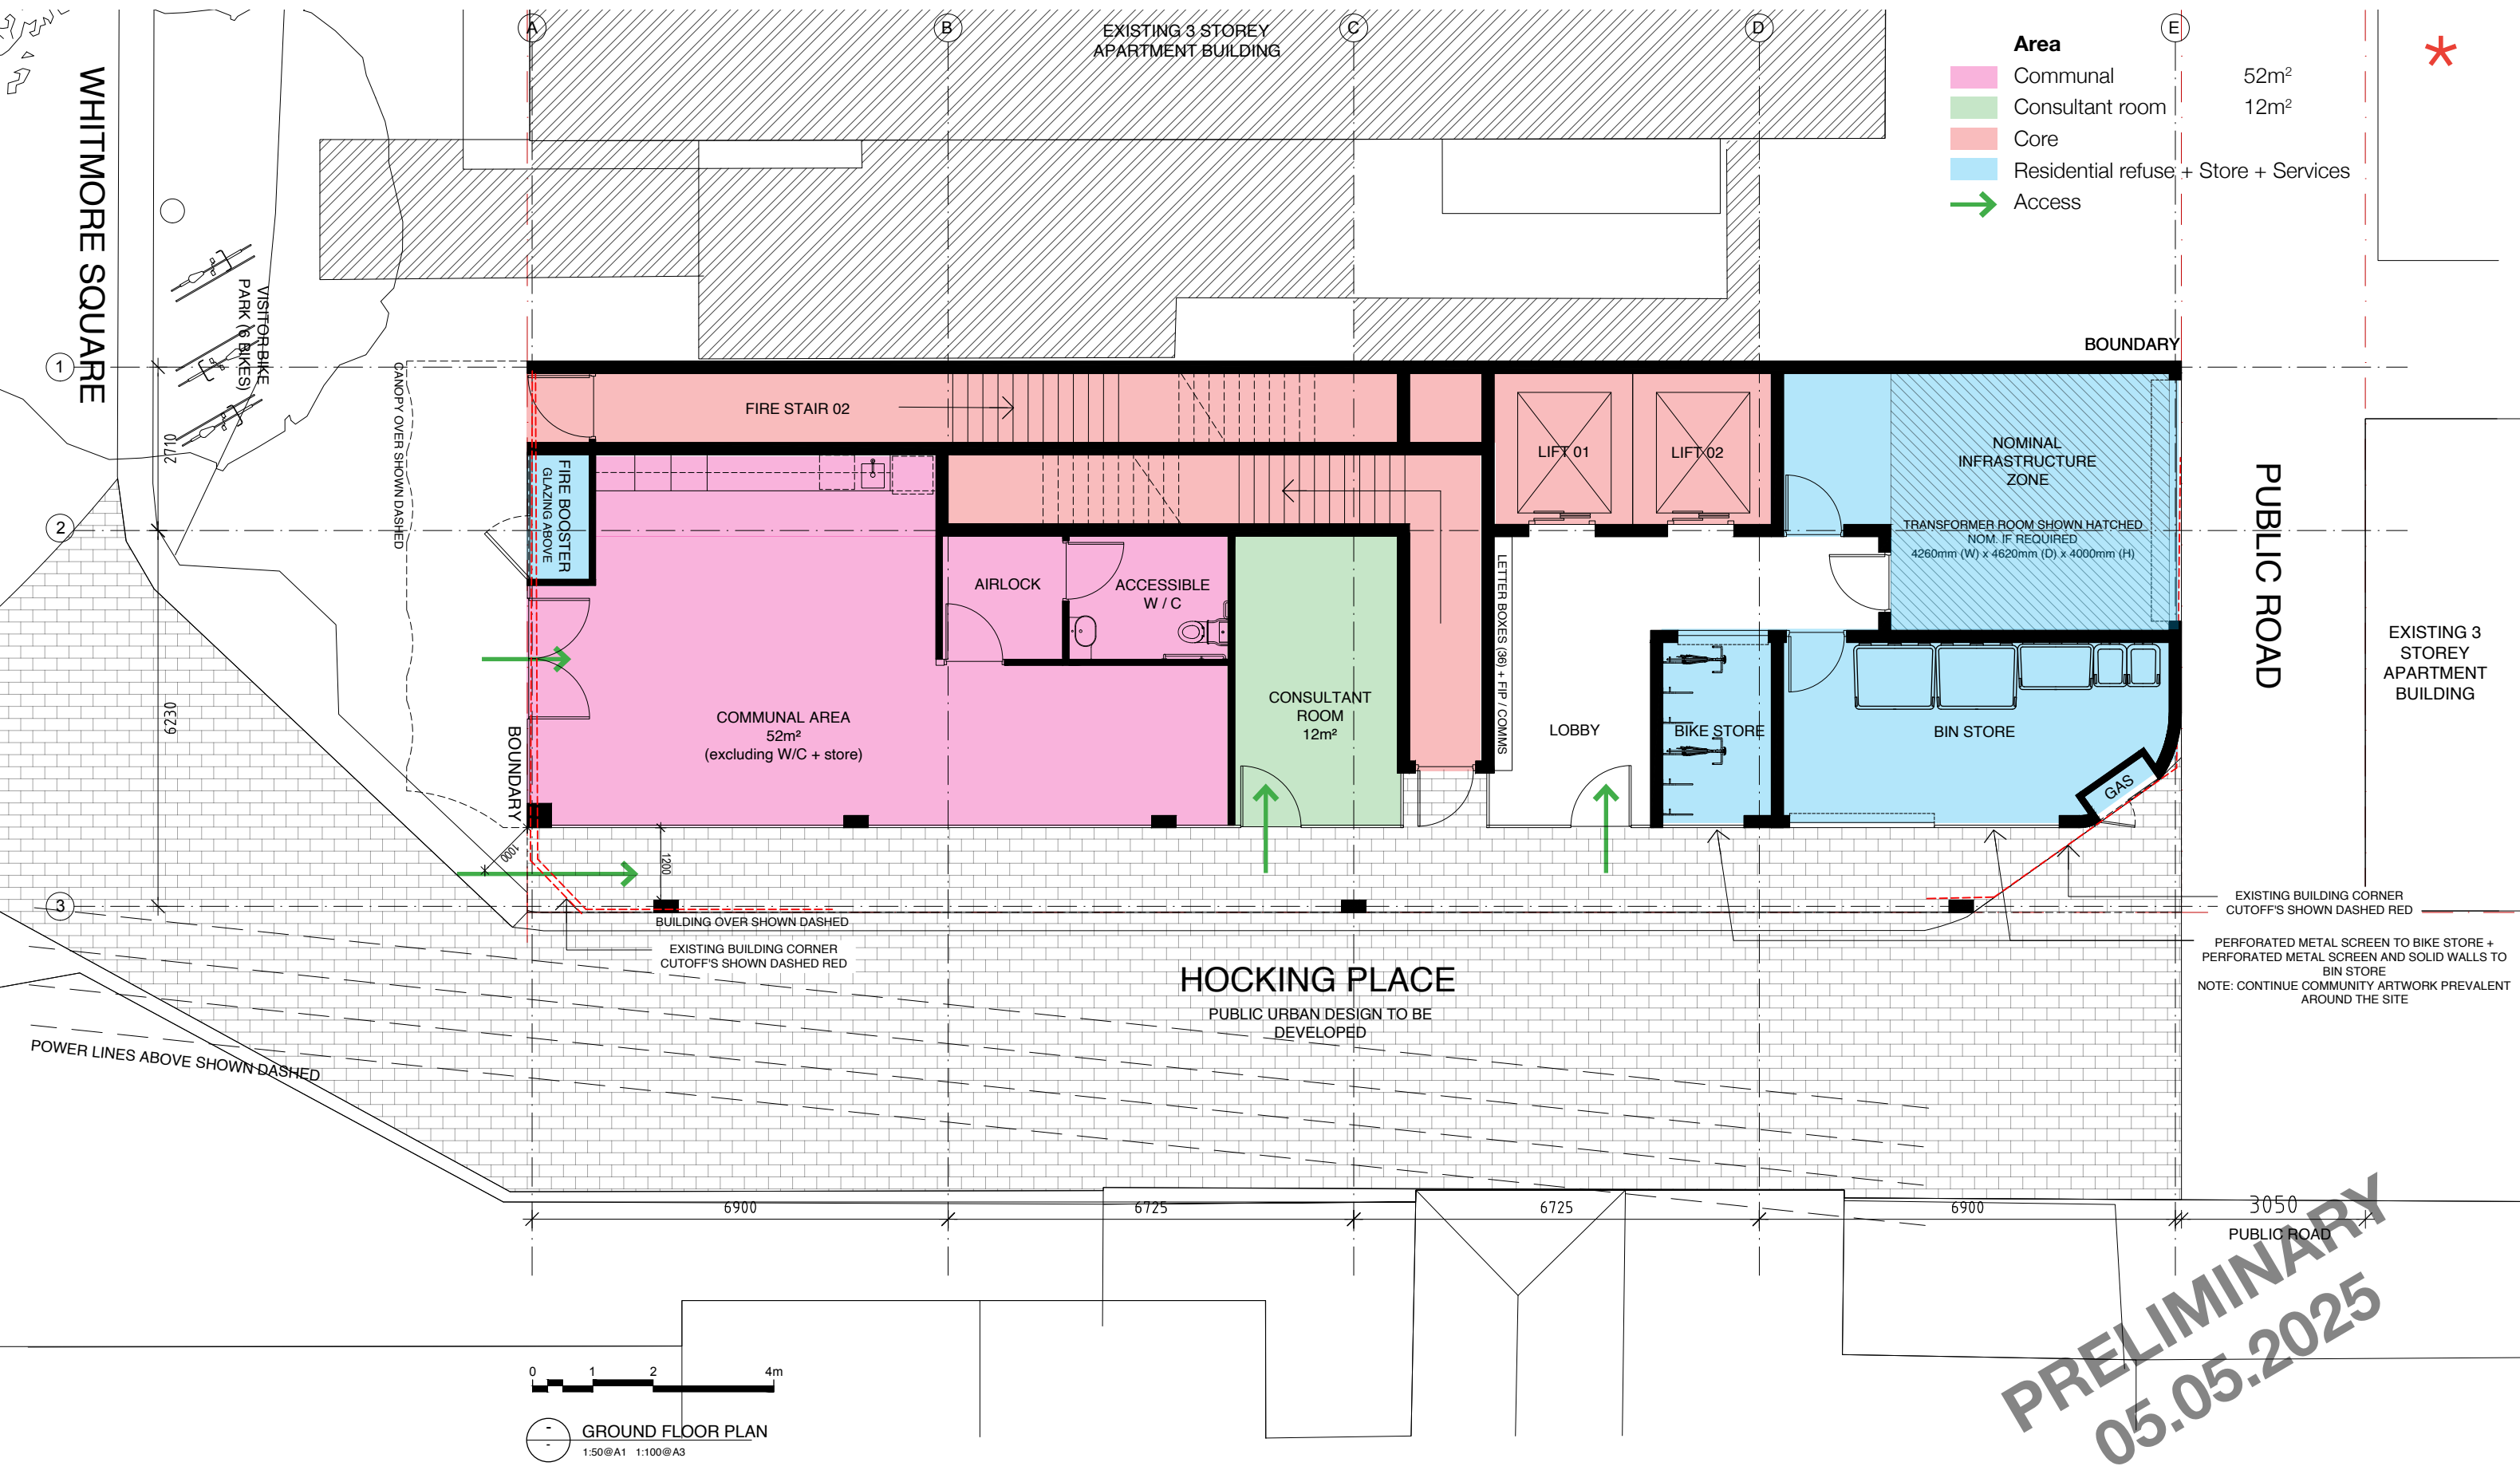 A
B
C
D
E
EXISTING 3 STOREY
APARTMENT BUILDING
Area
Communal 52m²
Consultant room 12m²
Core
Residential refuse + Store + Services
Access
*
WHITMORE SQUARE
VISITOR BIKE
PARK (6 BIKES)
BOUNDARY
1
2
3
2710
6230
CANOPY OVER SHOWN DASHED
FIRE STAIR 02
LIFT 01
LIFT 02
NOMINAL
INFRASTRUCTURE
ZONE
TRANSFORMER ROOM SHOWN HATCHED
NOM. IF REQUIRED
4260mm (W) x 4620mm (D) x 4000mm (H)
FIRE BOOSTER
GLAZING ABOVE
AIRLOCK
ACCESSIBLE
W / C
LETTER BOXES (36) + FIP / COMMS
PUBLIC ROAD
EXISTING 3
STOREY
APARTMENT
BUILDING
COMMUNAL AREA
52m²
(excluding W/C + store)
CONSULTANT
ROOM
12m²
LOBBY
BIKE STORE
BIN STORE
GAS
BOUNDARY
1000
1200
BUILDING OVER SHOWN DASHED
EXISTING BUILDING CORNER
CUTOFF'S SHOWN DASHED RED
EXISTING BUILDING CORNER
CUTOFF'S SHOWN DASHED RED
PERFORATED METAL SCREEN TO BIKE STORE +
PERFORATED METAL SCREEN AND SOLID WALLS TO
BIN STORE
NOTE: CONTINUE COMMUNITY ARTWORK PREVALENT
AROUND THE SITE
HOCKING PLACE
PUBLIC URBAN DESIGN TO BE
DEVELOPED
POWER LINES ABOVE SHOWN DASHED
6900
6725
6725
6900
3050
PUBLIC ROAD
PRELIMINARY
05.05.2025
0 1 2 4m
-
-
GROUND FLOOR PLAN
1:50@A1 1:100@A3